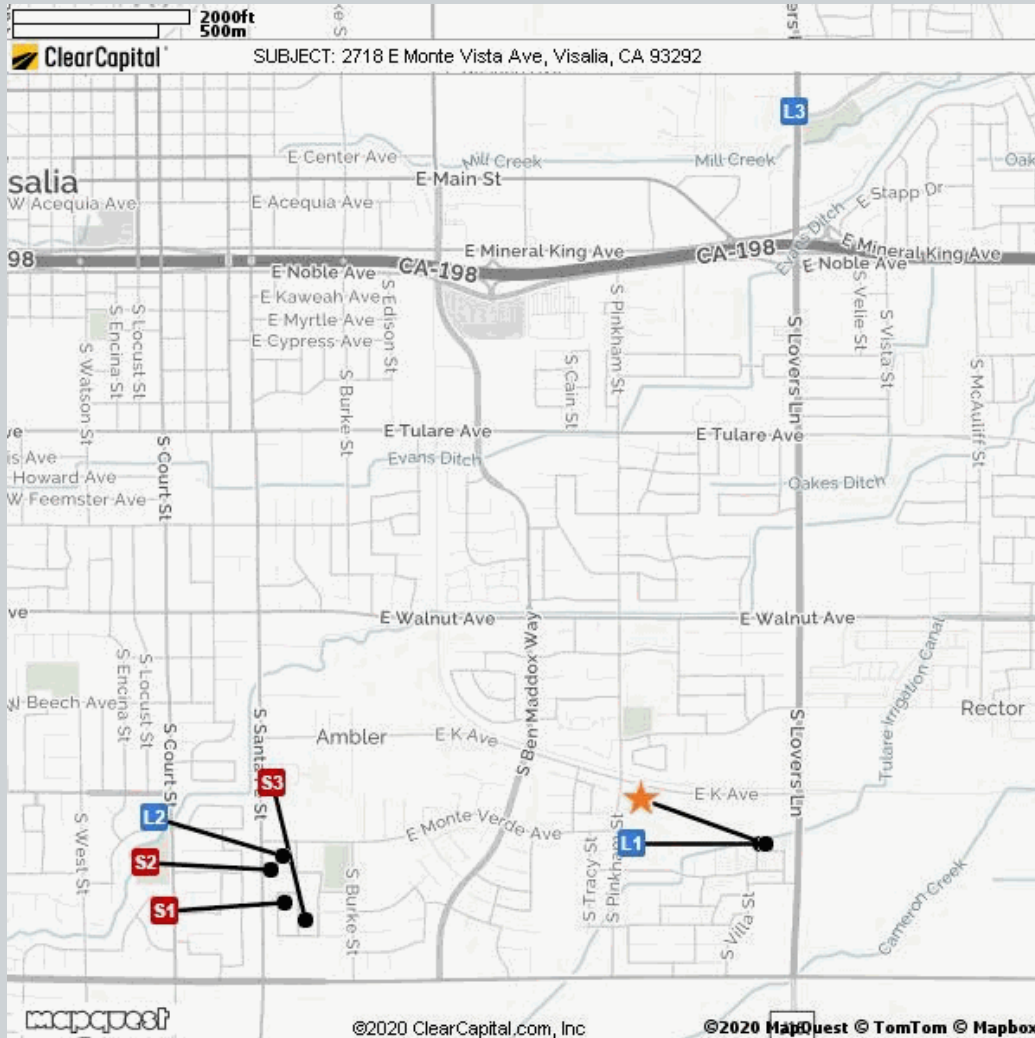 2000ft
500m
ClearCapital
SUBJECT: 2718 E Monte Vista Ave, Visalia, CA 93292
L3
E Center Ave
Mill Creek
Mill Creek
Oak
E Main St
salia
W Acequia Ave
E Acequia Ave
E Stapp Dr
Evans Ditch
E Mineral King Ave
E Mineral King Ave
98
CA-198
CA-198
E Noble Ave
E Noble Ave
E Kaweah Ave
E Myrtle Ave
E Cypress Ave
S Edison St
S Pinkham St
S Velie St
S Vista St
S Encina St
S Locust St
S Watson St
S Burke St
S Cain St
S Lovers Ln
S McAuliff St
ve
E Tulare Ave
E Tulare Ave
is Ave
Evans Ditch
Howard Ave
W Feemster Ave
S Court St
Oakes Ditch
ve
E Walnut Ave
E Walnut Ave
S Ben Maddox Way
Tulare Irrigation Canal
S Encina St
S Locust St
W Beech Ave
S Court St
Ambler
E K Ave
S Lovers Ln
Rector
S3
E K Ave
L2
E Monte Verde Ave
L1
S2
S West St
S Burke St
S Tracy St
S Pinkham St
S1
S Villa St
Cameron Creek
mapquest
©2020 ClearCapital.com, Inc
©2020 MapQuest © TomTom © Mapbox